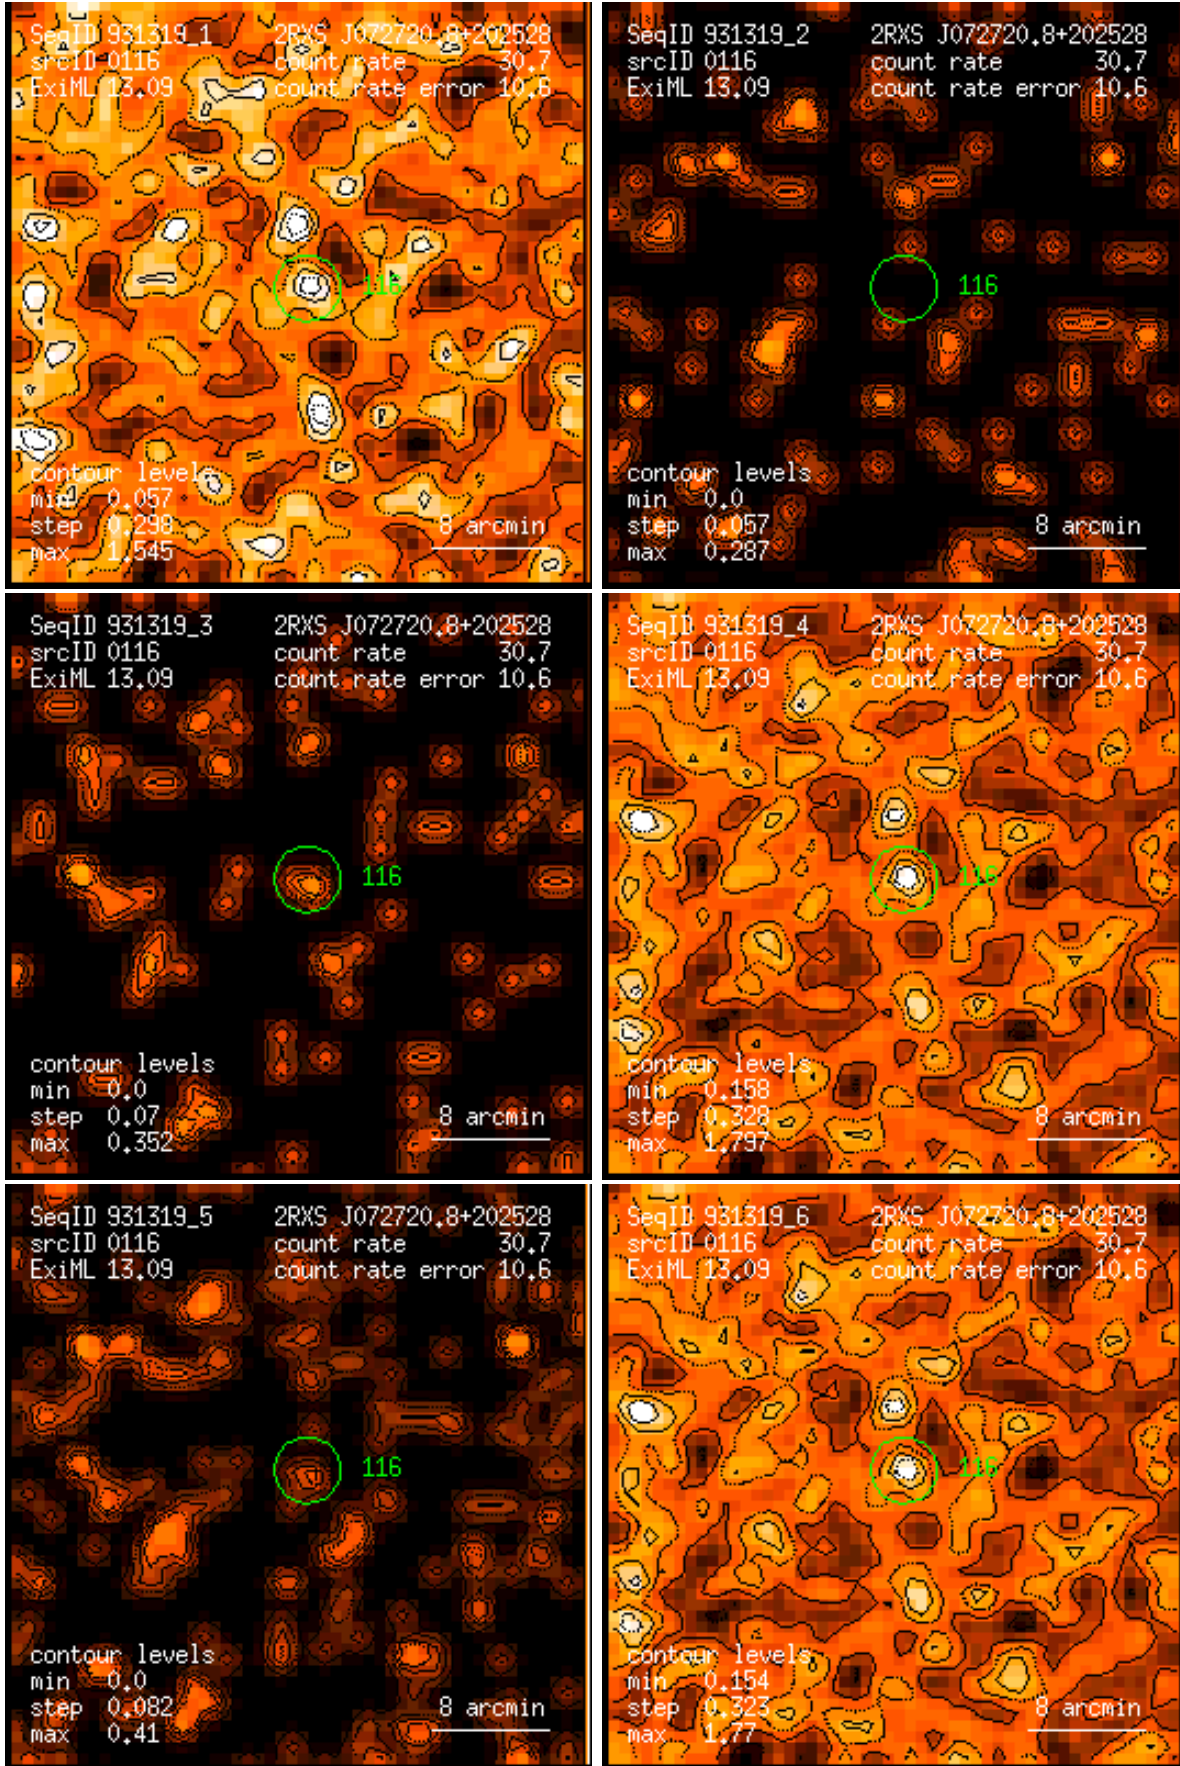 SeqID 931319_1 2RXS J072720.8+202528
srcID 0116 count rate 30.7
ExiML 13.09 count rate error 10.6
116
contour levels
min 0.057
step 0.298
max 1.545
8 arcmin
SeqID 931319_2 2RXS J072720.8+202528
srcID 0116 count rate 30.7
ExiML 13.09 count rate error 10.6
116
contour levels
min 0.0
step 0.057
max 0.287
8 arcmin
SeqID 931319_3 2RXS J072720.8+202528
srcID 0116 count rate 30.7
ExiML 13.09 count rate error 10.6
116
contour levels
min 0.0
step 0.07
max 0.352
8 arcmin
SeqID 931319_4 2RXS J072720.8+202528
srcID 0116 count rate 30.7
ExiML 13.09 count rate error 10.6
116
contour levels
min 0.158
step 0.328
max 1.797
8 arcmin
SeqID 931319_5 2RXS J072720.8+202528
srcID 0116 count rate 30.7
ExiML 13.09 count rate error 10.6
116
contour levels
min 0.0
step 0.082
max 0.41
8 arcmin
SeqID 931319_6 2RXS J072720.8+202528
srcID 0116 count rate 30.7
ExiML 13.09 count rate error 10.6
116
contour levels
min 0.154
step 0.323
max 1.77
8 arcmin